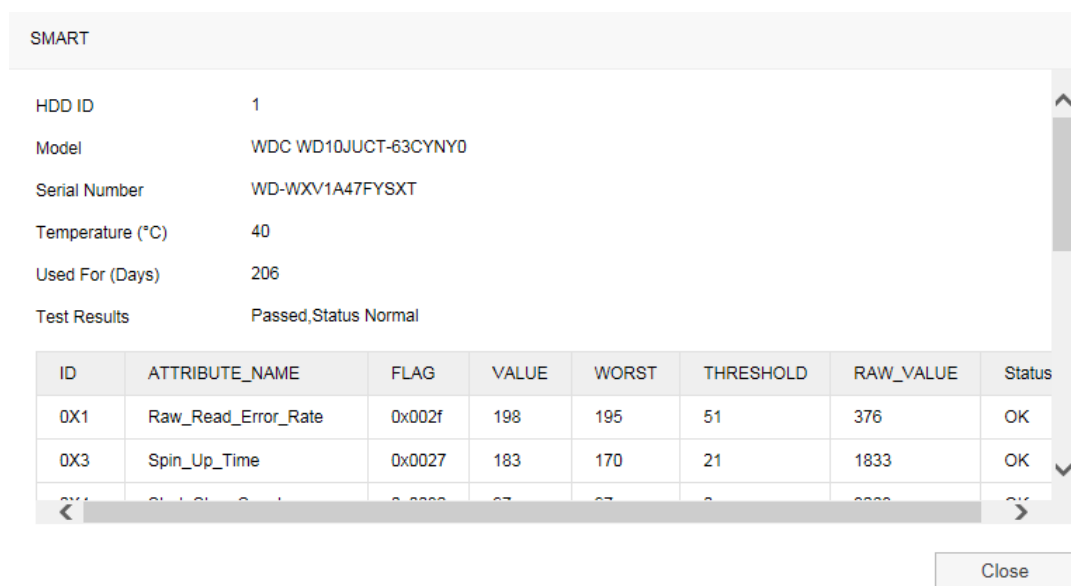 SMART
HDD ID 1
Model WDC WD10JUCT-63CYNY0
Serial Number WD-WXV1A47FYSXT
Temperature (°C) 40
Used For (Days) 206
Test Results Passed,Status Normal
ID ATTRIBUTE_NAME FLAG VALUE WORST THRESHOLD RAW_VALUE Status
0X1 Raw_Read_Error_Rate 0x002f 198 195 51 376 OK
0X3 Spin_Up_Time 0x0027 183 170 21 1833 OK
Close